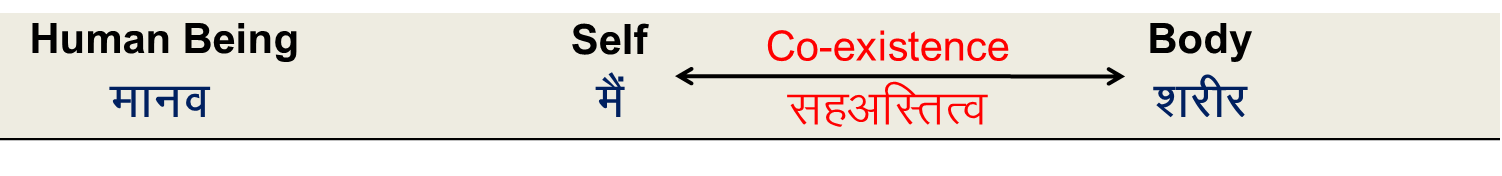 Human Being Self Co-existence Body
मानव मैं सहअस्तित्व शरीर